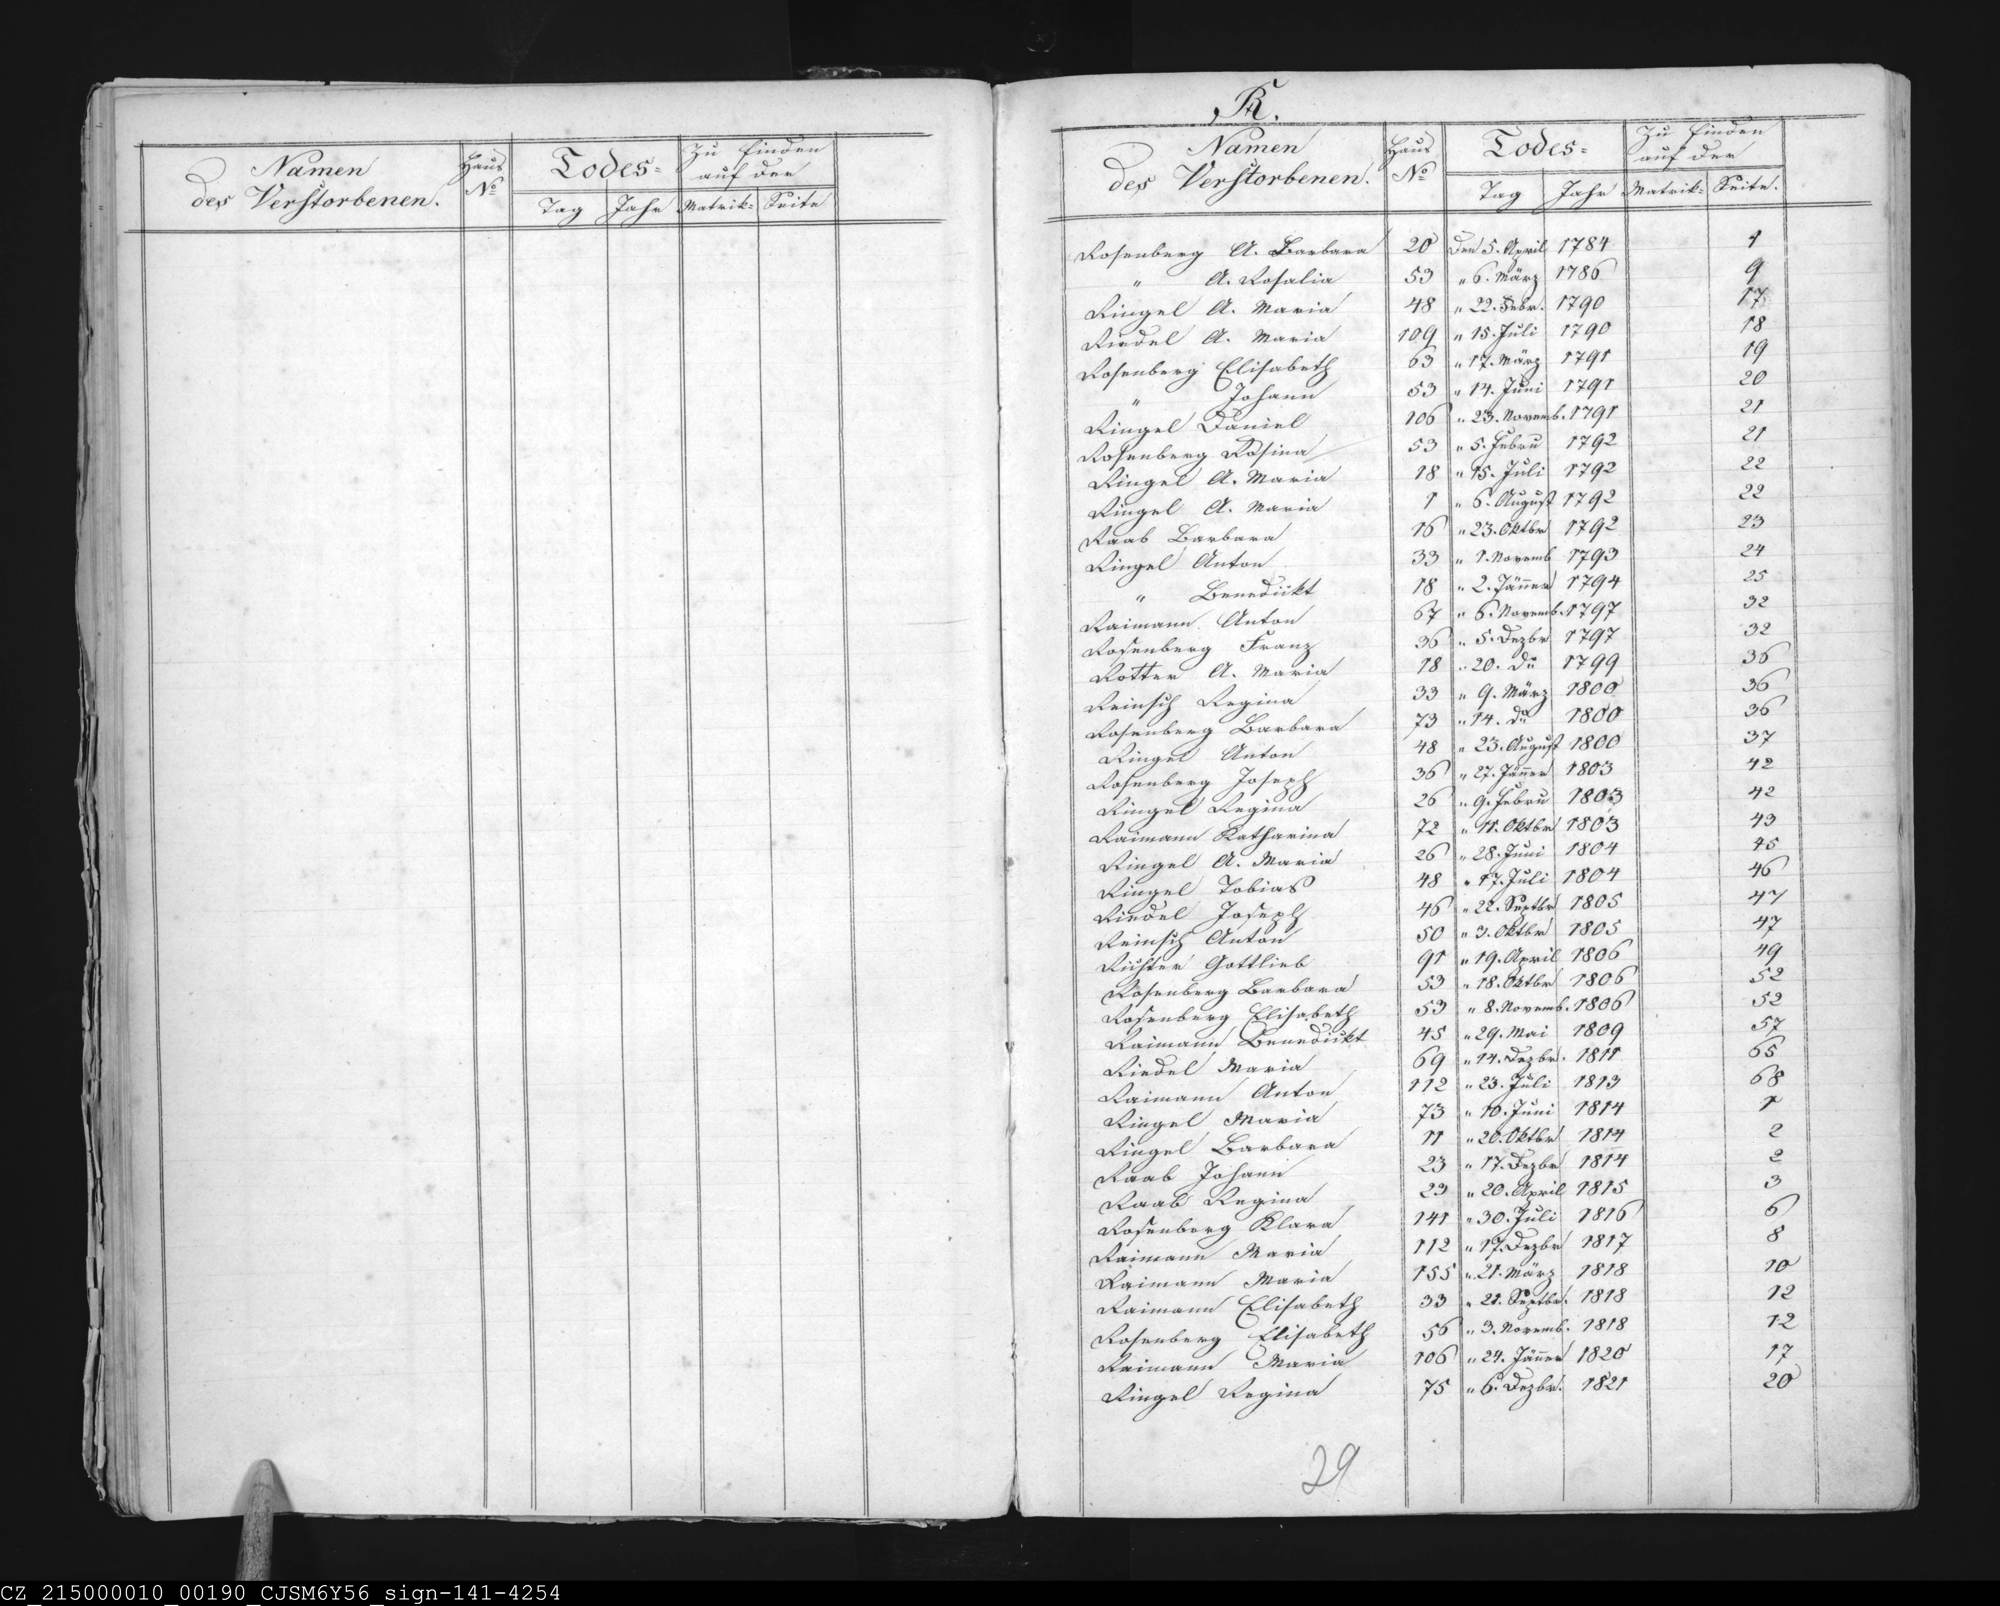 Namen
des Verstorbenen.
Haus
No
Todes=
Zu finden
auf der
Tag Jahr Matrik= Seite
R.
Namen
des Verstorbenen.
Haus
No
Todes=
Zu finden
auf der
Tag Jahr Matrik= Seite.
Rosenberg A. Barbara 20 Den 5. April 1784 1
" A. Rosalia 53 " 6. März 1786 9
Ringel A. Maria 48 " 22. Febr. 1790 17
Riedel A. Maria 109 " 15. Juli 1790 18
Rosenberg Elisabeth 63 " 17. März 1791 19
" Johann 53 " 14. Juni 1791 20
Ringel Daniel 106 " 23. Novemb. 1791 21
Rosenberg Rosina 53 " 5. Febru 1792 21
Ringel A. Maria 18 " 15. Juli 1792 22
Ringel A. Maria 1 " 6. August 1792 22
Raab Barbara 16 " 23. Oktbr 1792 23
Ringel Anton 33 " 1. Novemb 1793 24
" Benedikt 18 " 2. Jänner 1794 25
Raimann Anton 67 " 6. Novemb. 1797 32
Rosenberg Franz 36 " 5. Dezbr 1797 32
Rotter A. Maria 18 " 20. do 1799 36
Reinsch Regina 33 " 9. März 1800 36
Rosenberg Barbara 73 " 14. do 1800 36
Ringel Anton 48 " 23. August 1800 37
Rosenberg Joseph 36 " 27. Jänner 1803 42
Ringel Regina 26 " 9. Febru 1803 42
Raimann Katharina 72 " 11. Oktbr 1803 43
Ringel A. Maria 26 " 28. Juni 1804 45
Ringel Tobias 48 " 17. Juli 1804 46
Riedel Joseph 46 " 22. Septbr 1805 47
Reinsch Anton 50 " 3. Oktbr 1805 47
Richter Gottlieb 91 " 19. April 1806 49
Rosenberg Barbara 53 " 18. Oktbr 1806 52
Rosenberg Elisabeth 53 " 8. Novemb. 1806 52
Raimann Benedikt 45 " 29. Mai 1809 57
Riedel Maria 69 " 14. Dezbr. 1811 65
Raimann Anton 112 " 23. Juli 1813 68
Ringel Maria 73 " 10. Juni 1814 1
Ringel Barbara 11 " 20. Oktbr 1814 2
Raab Johann 23 " 17. Dezbr 1814 2
Raab Regina 23 " 20. April 1815 3
Rosenberg Klara 141 " 30. Juli 1816 6
Raimann Maria 112 " 17. Dezbr 1817 8
Raimann Maria 155 " 21. März 1818 10
Raimann Elisabeth 33 " 21. Septbr. 1818 12
Rosenberg Elisabeth 56 " 3. Novemb. 1818 12
Raimann Maria 106 " 24. Jänner 1820 17
Ringel Regina 75 " 6. Dezbr. 1821 20
29
CZ_215000010_00190_CJSM6Y56_sign-141-4254